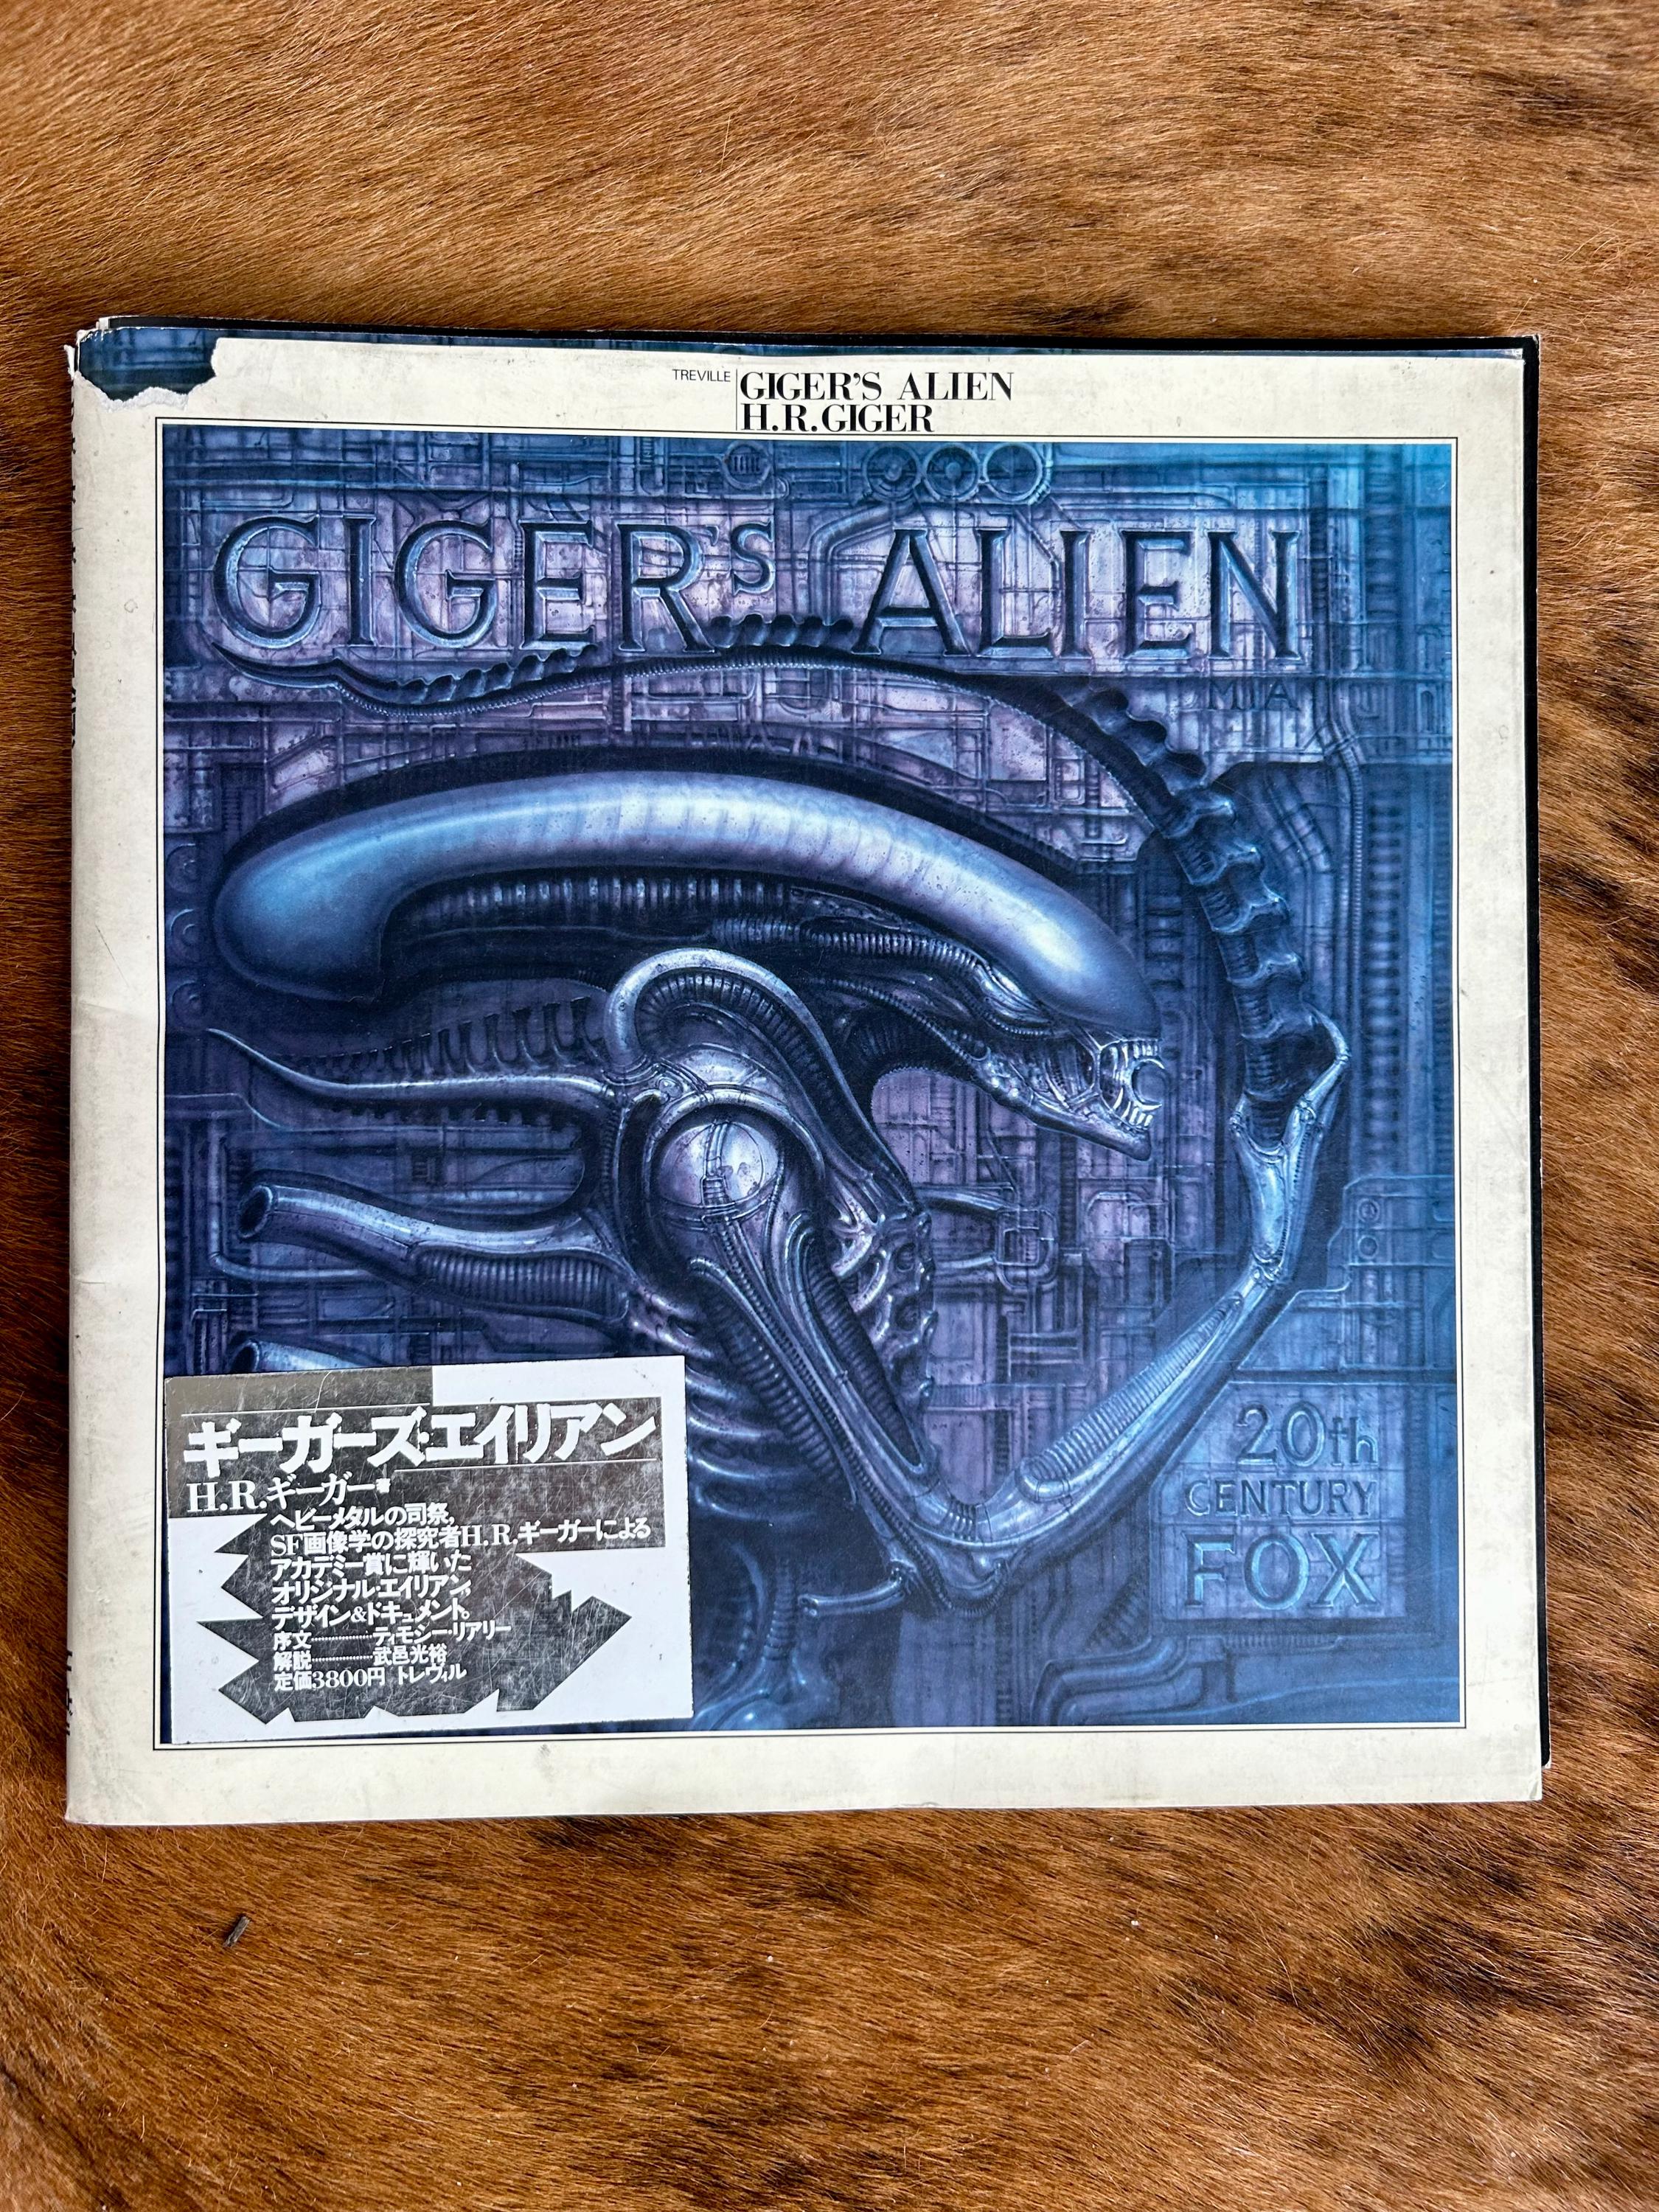 TREVILLE
GIGER'S ALIEN
H.R.GIGER
GIGER'S ALIEN
MIA
20th
CENTURY
FOX
ギーガーズ・エイリアン
H.R.ギーガー 著
ヘビーメタルの司祭,
SF画像学の探究者H.R.ギーガーによる
アカデミー賞に輝いた
オリジナル・エイリアン,
デザイン&ドキュメント。
序文…………ティモシー・リアリー
解説…………武邑光裕
定価3800円 トレヴィル